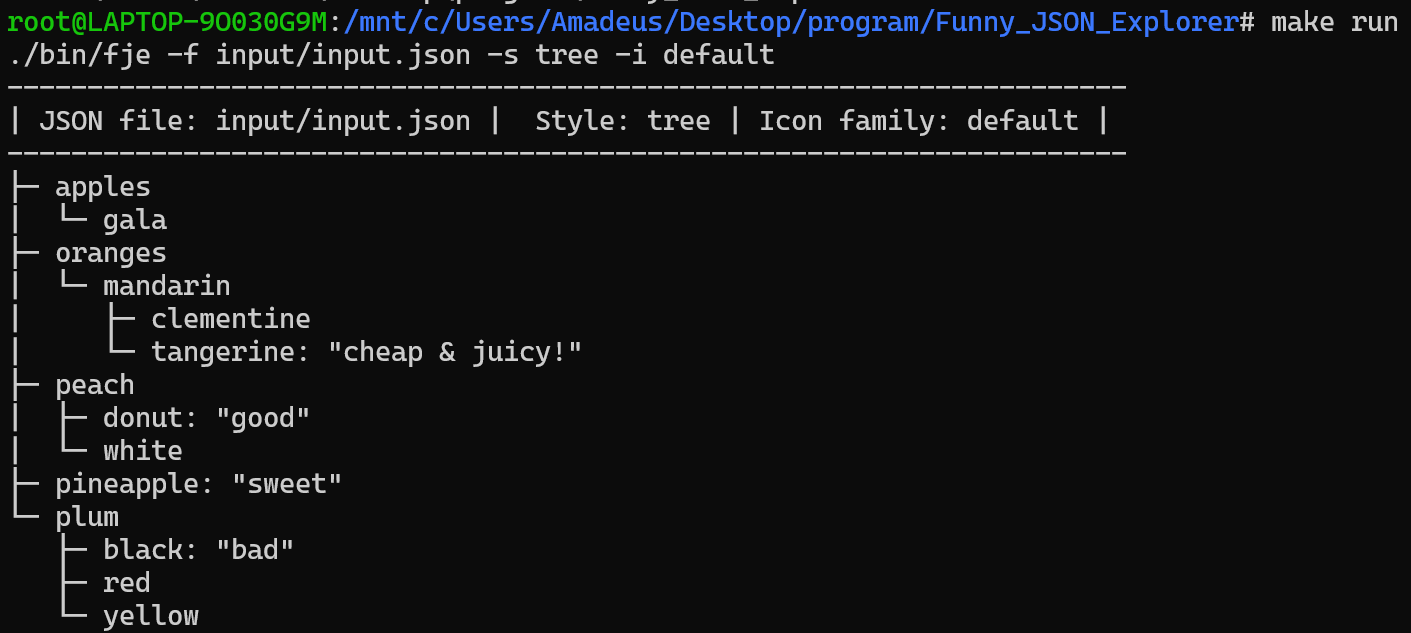 root@LAPTOP-9O030G9M:/mnt/c/Users/Amadeus/Desktop/program/Funny_JSON_Explorer# make run
./bin/fje -f input/input.json -s tree -i default
----------------------------------------------------------------------
| JSON file: input/input.json |  Style: tree | Icon family: default |
----------------------------------------------------------------------
├─ apples
│  └─ gala
├─ oranges
│  └─ mandarin
│     ├─ clementine
│     └─ tangerine: "cheap & juicy!"
├─ peach
│  ├─ donut: "good"
│  └─ white
├─ pineapple: "sweet"
└─ plum
   ├─ black: "bad"
   ├─ red
   └─ yellow